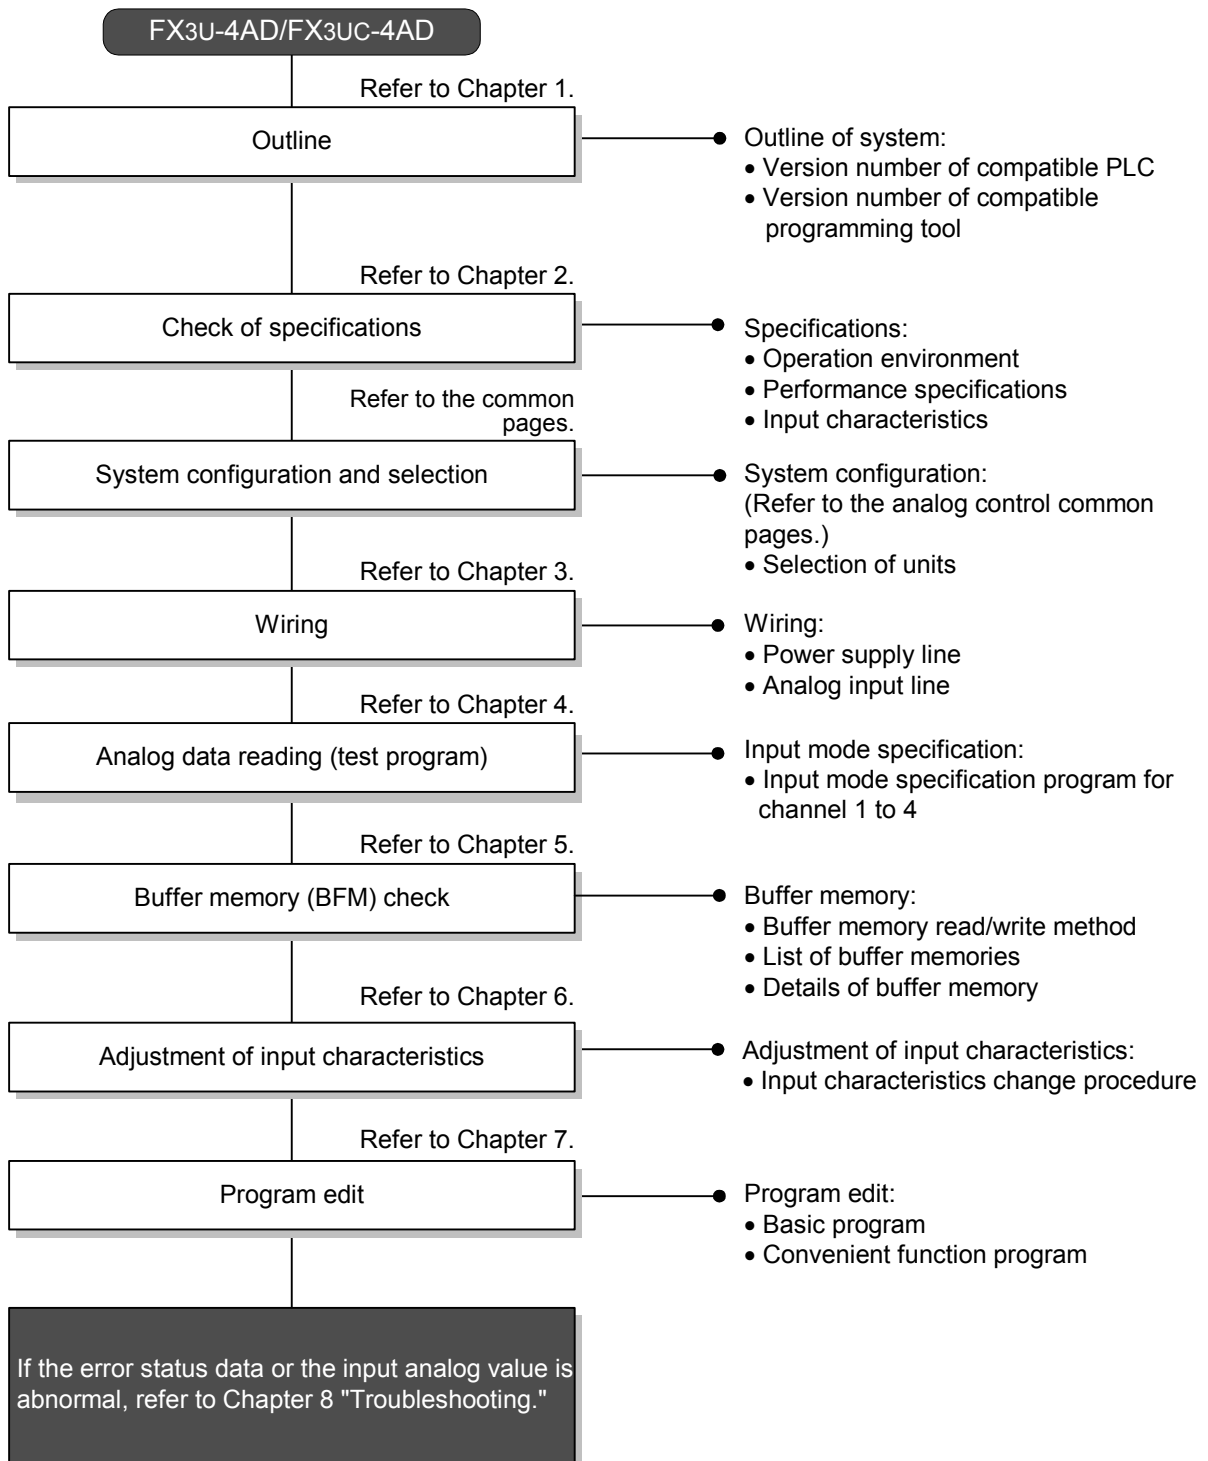 FX3U-4AD/FX3UC-4AD
Refer to Chapter 1.
Outline
Outline of system:
• Version number of compatible PLC
• Version number of compatible
programming tool
Refer to Chapter 2.
Check of specifications
Specifications:
• Operation environment
• Performance specifications
• Input characteristics
Refer to the common
pages.
System configuration and selection
System configuration:
(Refer to the analog control common
pages.)
• Selection of units
Refer to Chapter 3.
Wiring
Wiring:
• Power supply line
• Analog input line
Refer to Chapter 4.
Analog data reading (test program)
Input mode specification:
• Input mode specification program for
channel 1 to 4
Refer to Chapter 5.
Buffer memory (BFM) check
Buffer memory:
• Buffer memory read/write method
• List of buffer memories
• Details of buffer memory
Refer to Chapter 6.
Adjustment of input characteristics
Adjustment of input characteristics:
• Input characteristics change procedure
Refer to Chapter 7.
Program edit
Program edit:
• Basic program
• Convenient function program
If the error status data or the input analog value is
abnormal, refer to Chapter 8 "Troubleshooting."